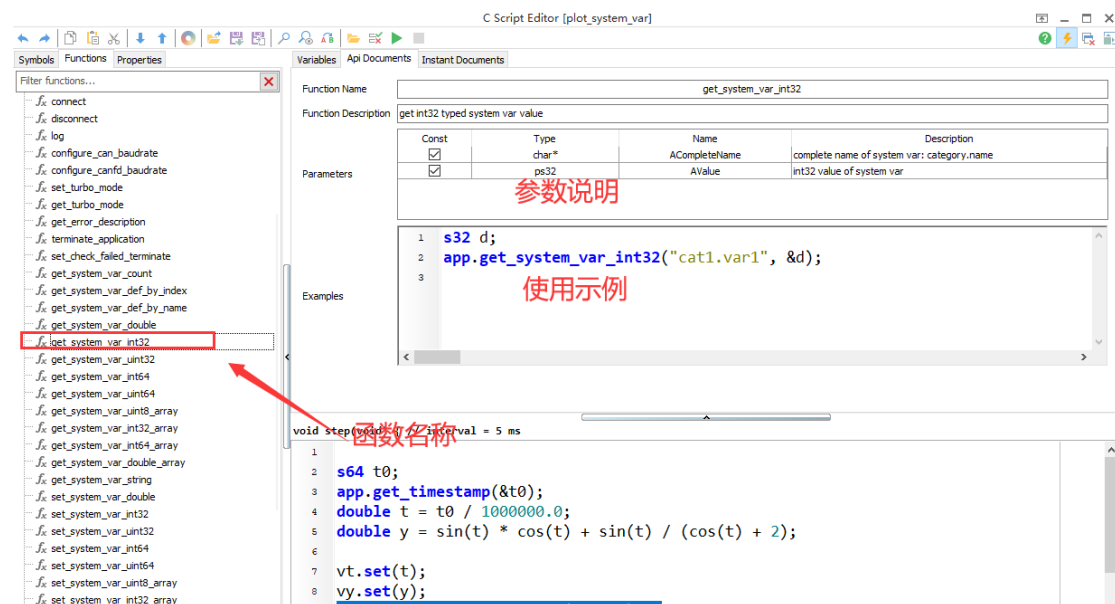 C Script Editor [plot_system_var]
Symbols Functions Properties
Filter functions...
connect
disconnect
log
configure_can_baudrate
configure_canfd_baudrate
set_turbo_mode
get_turbo_mode
get_error_description
terminate_application
set_check_failed_terminate
get_system_var_count
get_system_var_def_by_index
get_system_var_def_by_name
get_system_var_double
get_system_var_int32
get_system_var_uint32
get_system_var_int64
get_system_var_uint64
get_system_var_uint8_array
get_system_var_int32_array
get_system_var_int64_array
get_system_var_double_array
get_system_var_string
set_system_var_double
set_system_var_int32
set_system_var_uint32
set_system_var_int64
set_system_var_uint64
set_system_var_uint8_array
set_system_var_int32_array
函数名称
Variables Api Documents Instant Documents
Function Name get_system_var_int32
Function Description get int32 typed system var value
Parameters
Const Type Name Description
char* ACompleteName complete name of system var: category.name
ps32 AValue int32 value of system var
参数说明
Examples
1 s32 d;
2 app.get_system_var_int32("cat1.var1", &d);
3
使用示例
void step(void) { // interval = 5 ms
1
2 s64 t0;
3 app.get_timestamp(&t0);
4 double t = t0 / 1000000.0;
5 double y = sin(t) * cos(t) + sin(t) / (cos(t) + 2);
6
7 vt.set(t);
8 vy.set(y);